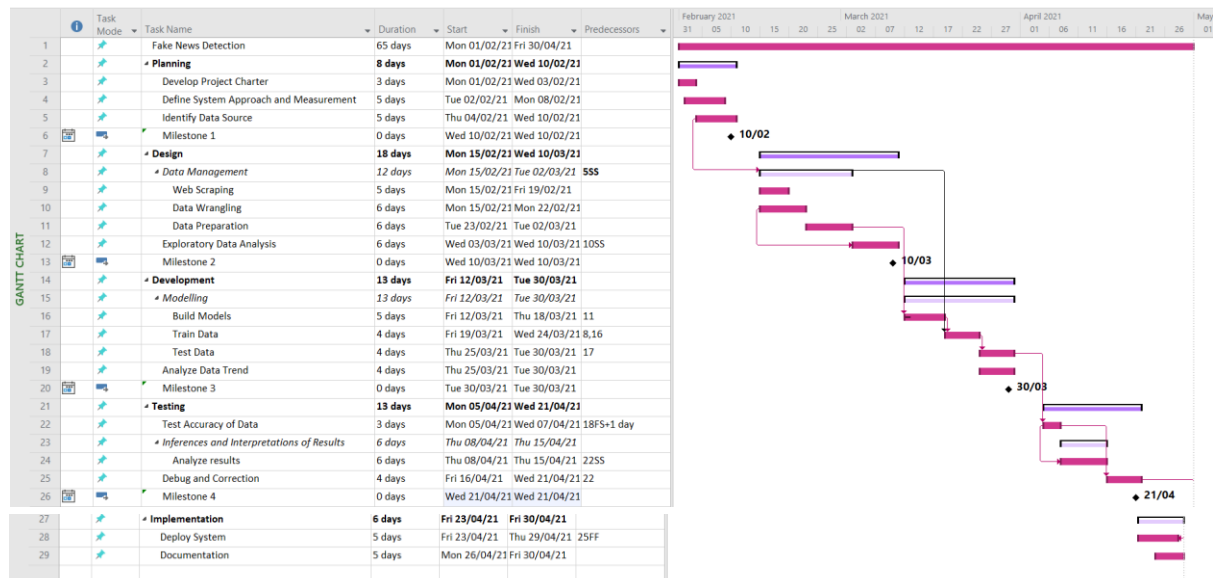 GANTT CHART
Task Mode Task Name Duration Start Finish Predecessors
February 2021 March 2021 April 2021 May
31 05 10 15 20 25 02 07 12 17 22 27 01 06 11 16 21 26 01
1 Fake News Detection 65 days Mon 01/02/21 Fri 30/04/21
2 Planning 8 days Mon 01/02/21 Wed 10/02/21
3 Develop Project Charter 3 days Mon 01/02/21 Wed 03/02/21
4 Define System Approach and Measurement 5 days Tue 02/02/21 Mon 08/02/21
5 Identify Data Source 5 days Thu 04/02/21 Wed 10/02/21
6 Milestone 1 0 days Wed 10/02/21 Wed 10/02/21 10/02
7 Design 18 days Mon 15/02/21 Wed 10/03/21
8 Data Management 12 days Mon 15/02/21 Tue 02/03/21 5SS
9 Web Scraping 5 days Mon 15/02/21 Fri 19/02/21
10 Data Wrangling 6 days Mon 15/02/21 Mon 22/02/21
11 Data Preparation 6 days Tue 23/02/21 Tue 02/03/21
12 Exploratory Data Analysis 6 days Wed 03/03/21 Wed 10/03/21 10SS
13 Milestone 2 0 days Wed 10/03/21 Wed 10/03/21 10/03
14 Development 13 days Fri 12/03/21 Tue 30/03/21
15 Modelling 13 days Fri 12/03/21 Tue 30/03/21
16 Build Models 5 days Fri 12/03/21 Thu 18/03/21 11
17 Train Data 4 days Fri 19/03/21 Wed 24/03/21 8,16
18 Test Data 4 days Thu 25/03/21 Tue 30/03/21 17
19 Analyze Data Trend 4 days Thu 25/03/21 Tue 30/03/21
20 Milestone 3 0 days Tue 30/03/21 Tue 30/03/21 30/03
21 Testing 13 days Mon 05/04/21 Wed 21/04/21
22 Test Accuracy of Data 3 days Mon 05/04/21 Wed 07/04/21 18FS+1 day
23 Inferences and Interpretations of Results 6 days Thu 08/04/21 Thu 15/04/21
24 Analyze results 6 days Thu 08/04/21 Thu 15/04/21 22SS
25 Debug and Correction 4 days Fri 16/04/21 Wed 21/04/21 22
26 Milestone 4 0 days Wed 21/04/21 Wed 21/04/21 21/04
27 Implementation 6 days Fri 23/04/21 Fri 30/04/21
28 Deploy System 5 days Fri 23/04/21 Thu 29/04/21 25FF
29 Documentation 5 days Mon 26/04/21 Fri 30/04/21